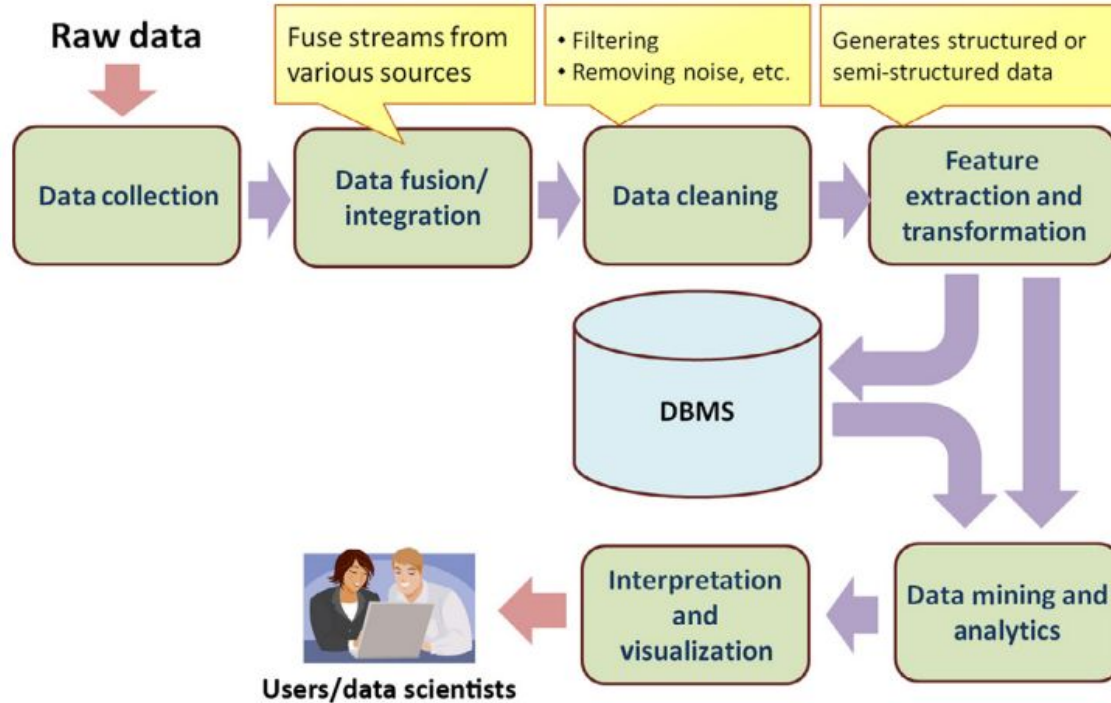 Raw data
Fuse streams from
various sources
• Filtering
• Removing noise, etc.
Generates structured or
semi-structured data
Data collection
Data fusion/
integration
Data cleaning
Feature
extraction and
transformation
DBMS
Data mining and
analytics
Interpretation
and
visualization
Users/data scientists